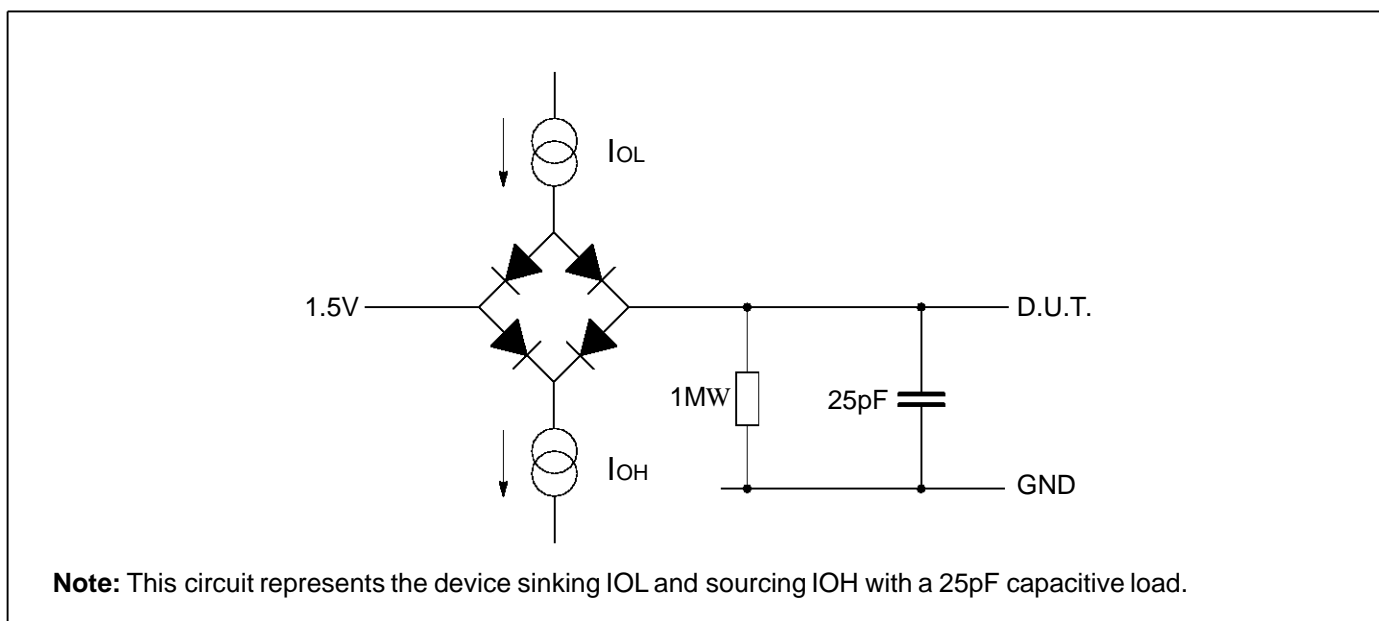 IOL
1.5V
D.U.T.
1MW
25pF
IOH
GND
Note: This circuit represents the device sinking IOL and sourcing IOH with a 25pF capacitive load.